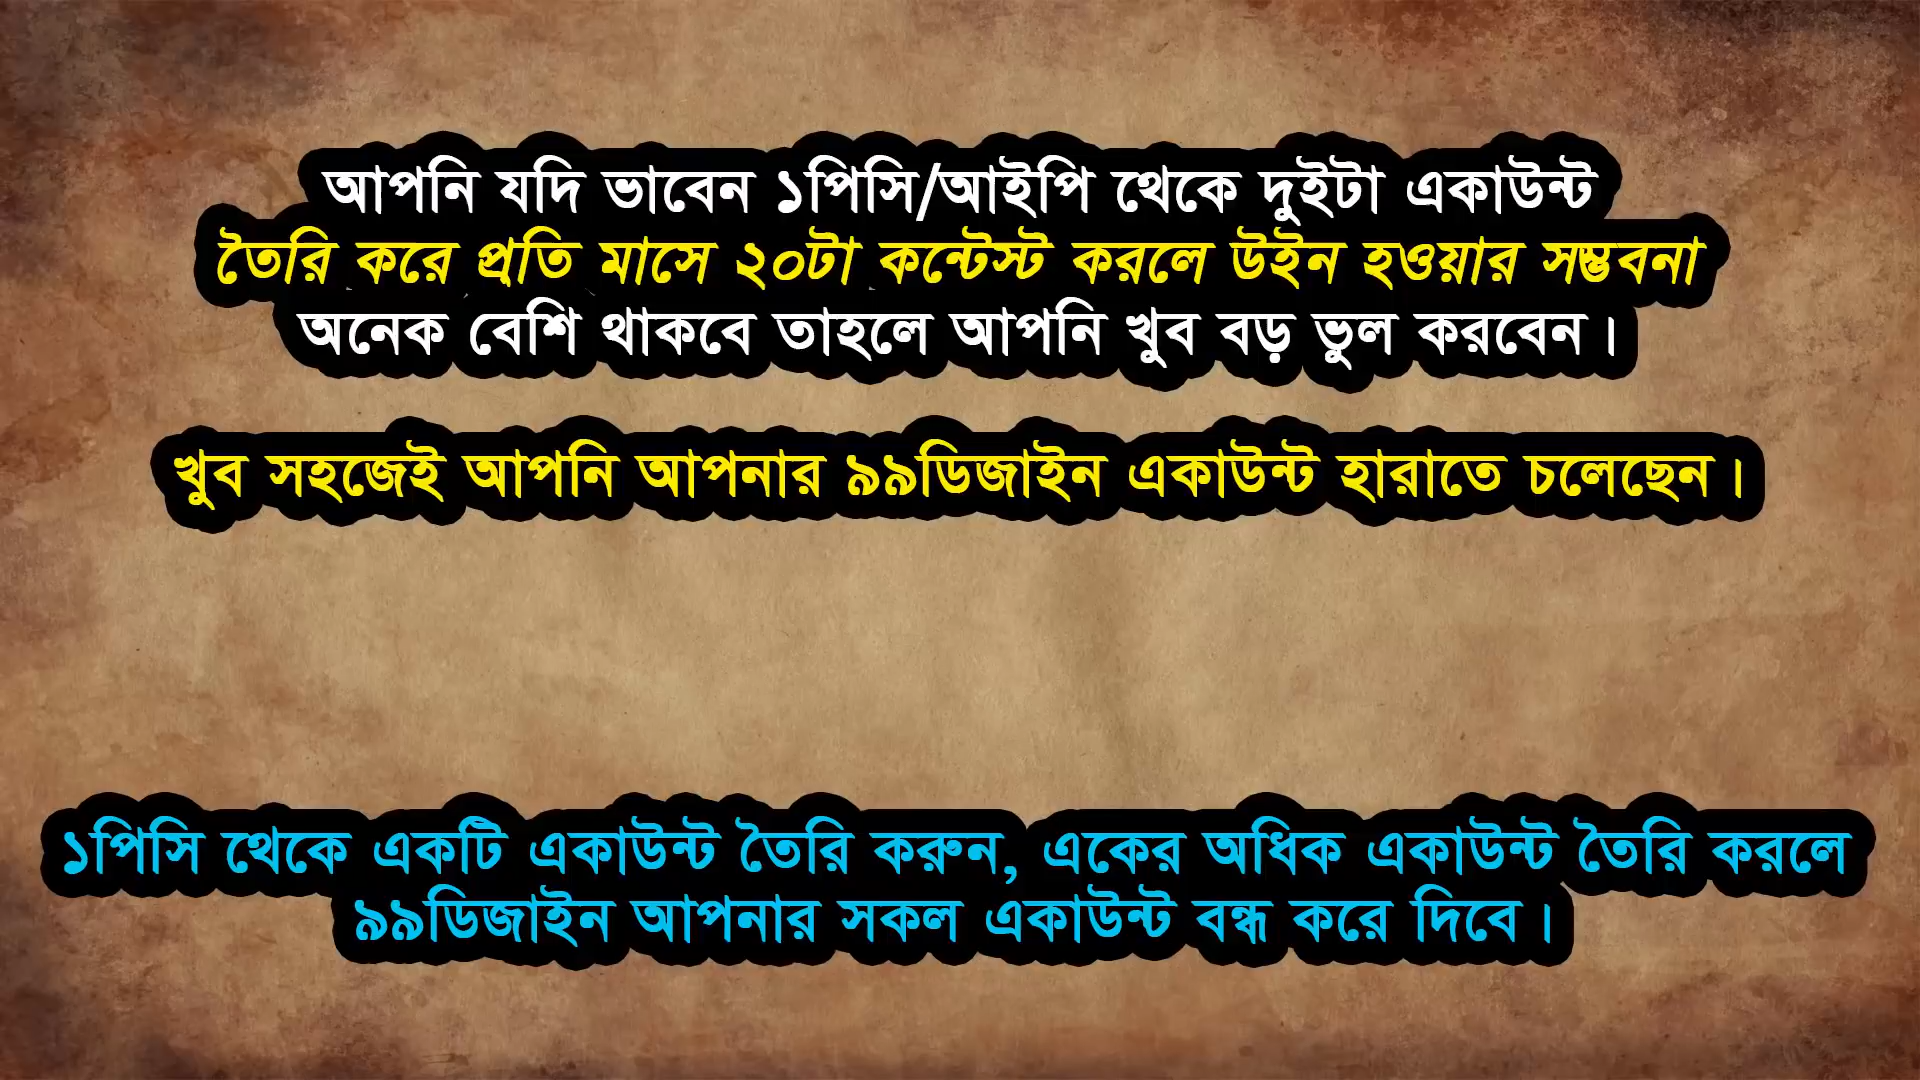 আপনি যদি ভাবেন ১পিসি/আইপি থেকে দুইটা একাউন্ট
তৈরি করে প্রতি মাসে ২০টা কন্টেস্ট করলে উইন হওয়ার সম্ভবনা
অনেক বেশি থাকবে তাহলে আপনি খুব বড় ভুল করবেন।
খুব সহজেই আপনি আপনার ৯৯ডিজাইন একাউন্ট হারাতে চলেছেন।
১পিসি থেকে একটি একাউন্ট তৈরি করুন, একের অধিক একাউন্ট তৈরি করলে
৯৯ডিজাইন আপনার সকল একাউন্ট বন্ধ করে দিবে।